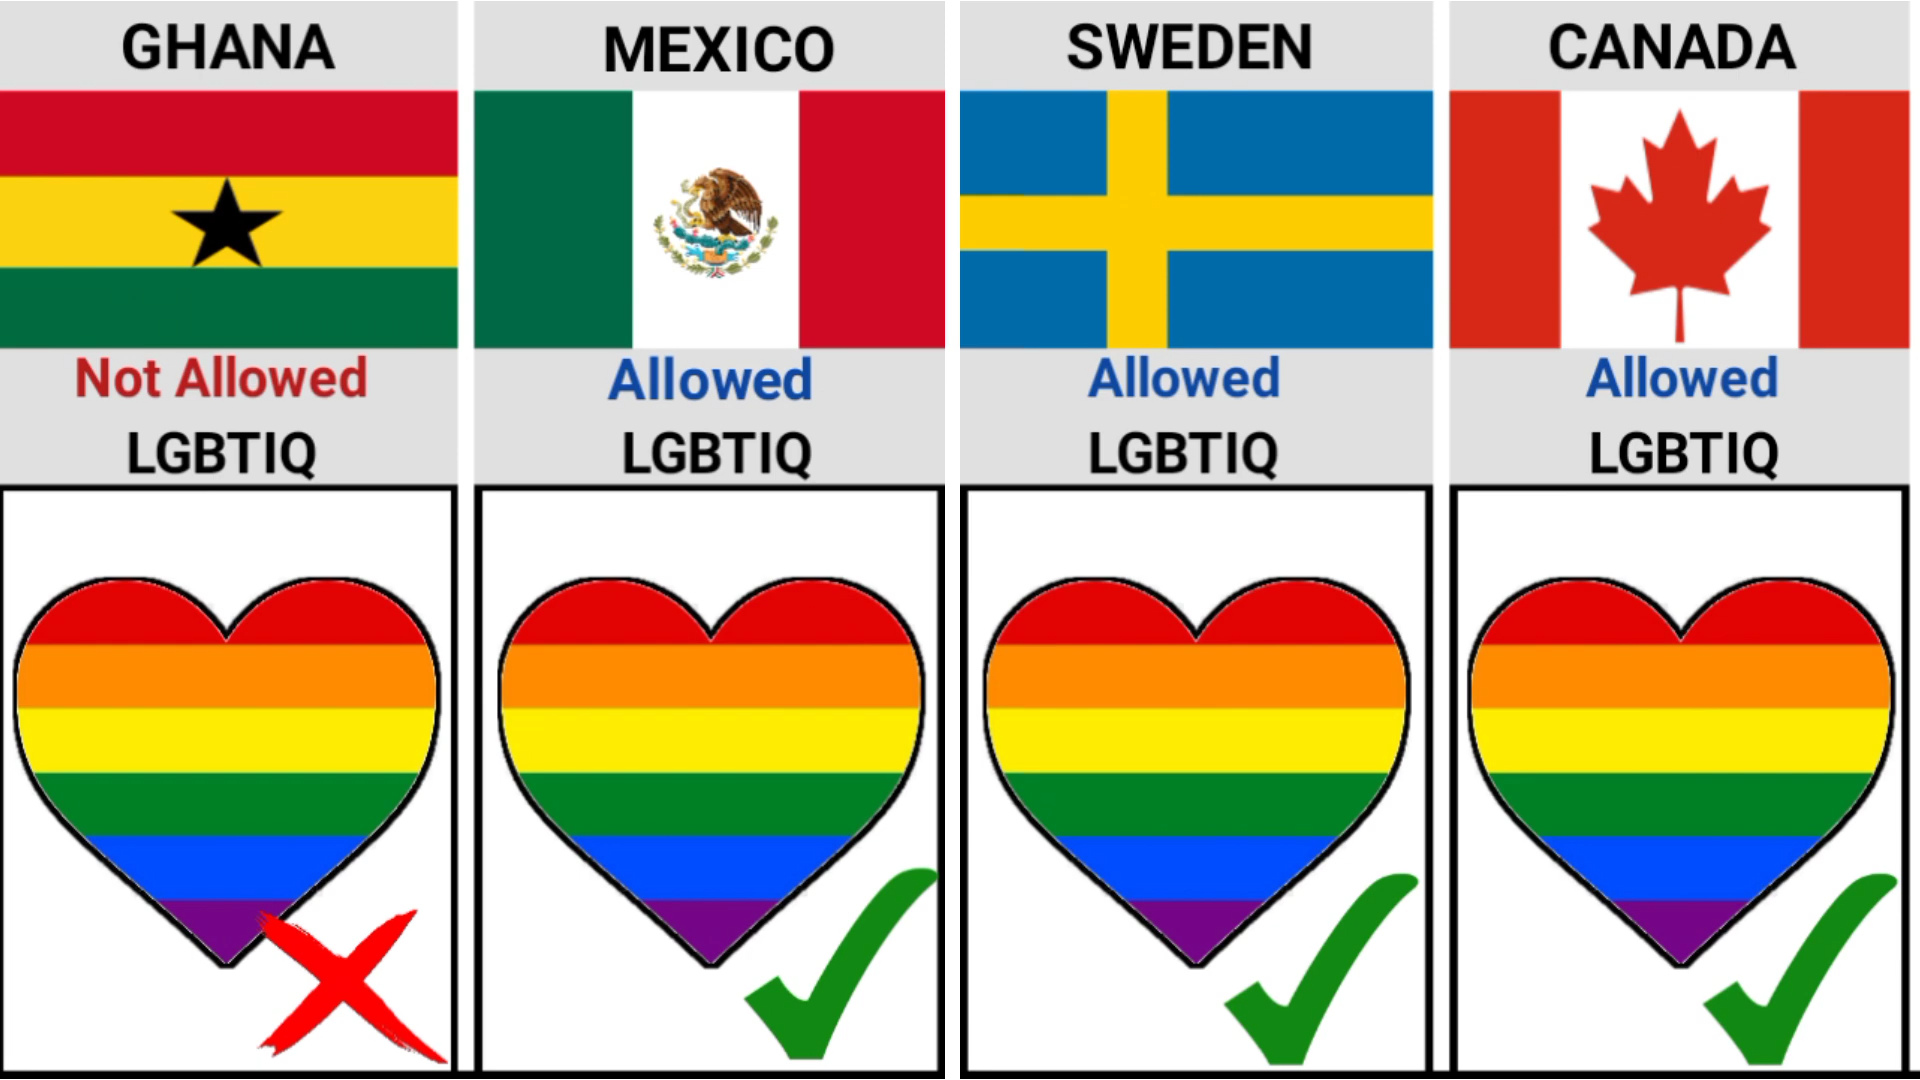 GHANA
Not Allowed
LGBTIQ
MEXICO
Allowed
LGBTIQ
SWEDEN
Allowed
LGBTIQ
CANADA
Allowed
LGBTIQ